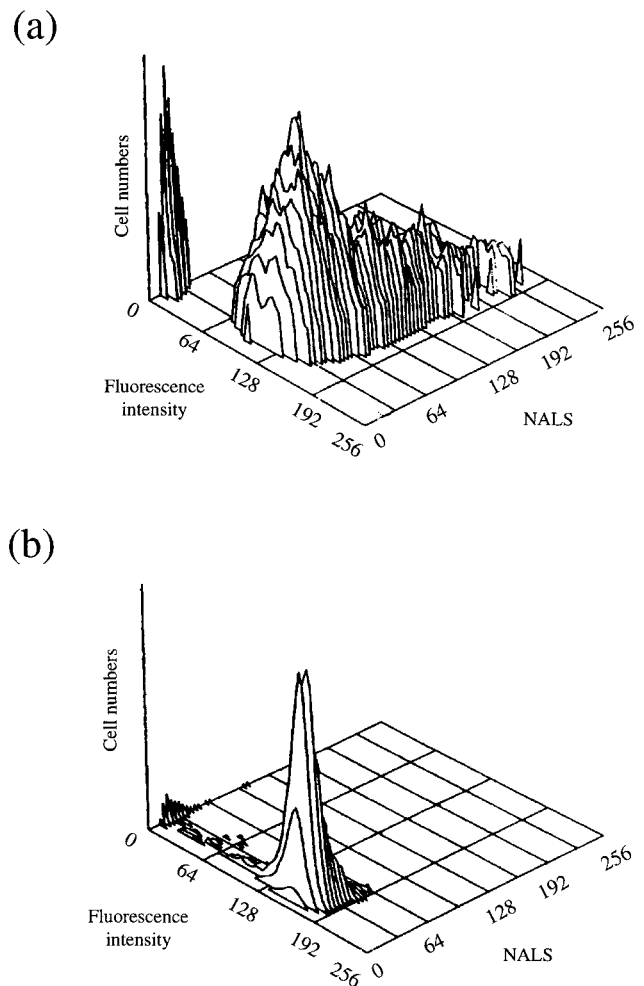 (a)
Cell numbers
0
64
128
192
256
Fluorescence
intensity
0
64
128
192
256
NALS
(b)
Cell numbers
0
64
128
192
256
Fluorescence
intensity
0
64
128
192
256
NALS